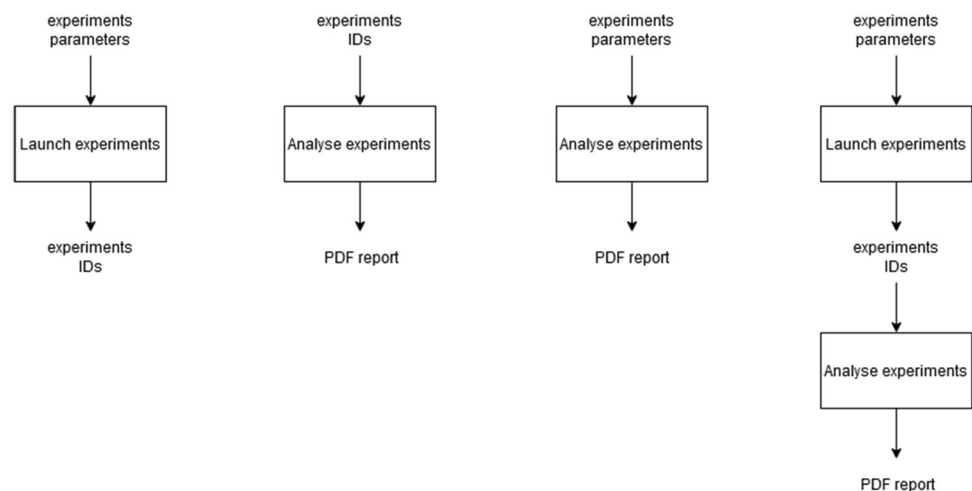 experiments
parameters
Launch experiments
experiments
IDs
experiments
IDs
Analyse experiments
PDF report
experiments
parameters
Analyse experiments
PDF report
experiments
parameters
Launch experiments
experiments
IDs
Analyse experiments
PDF report